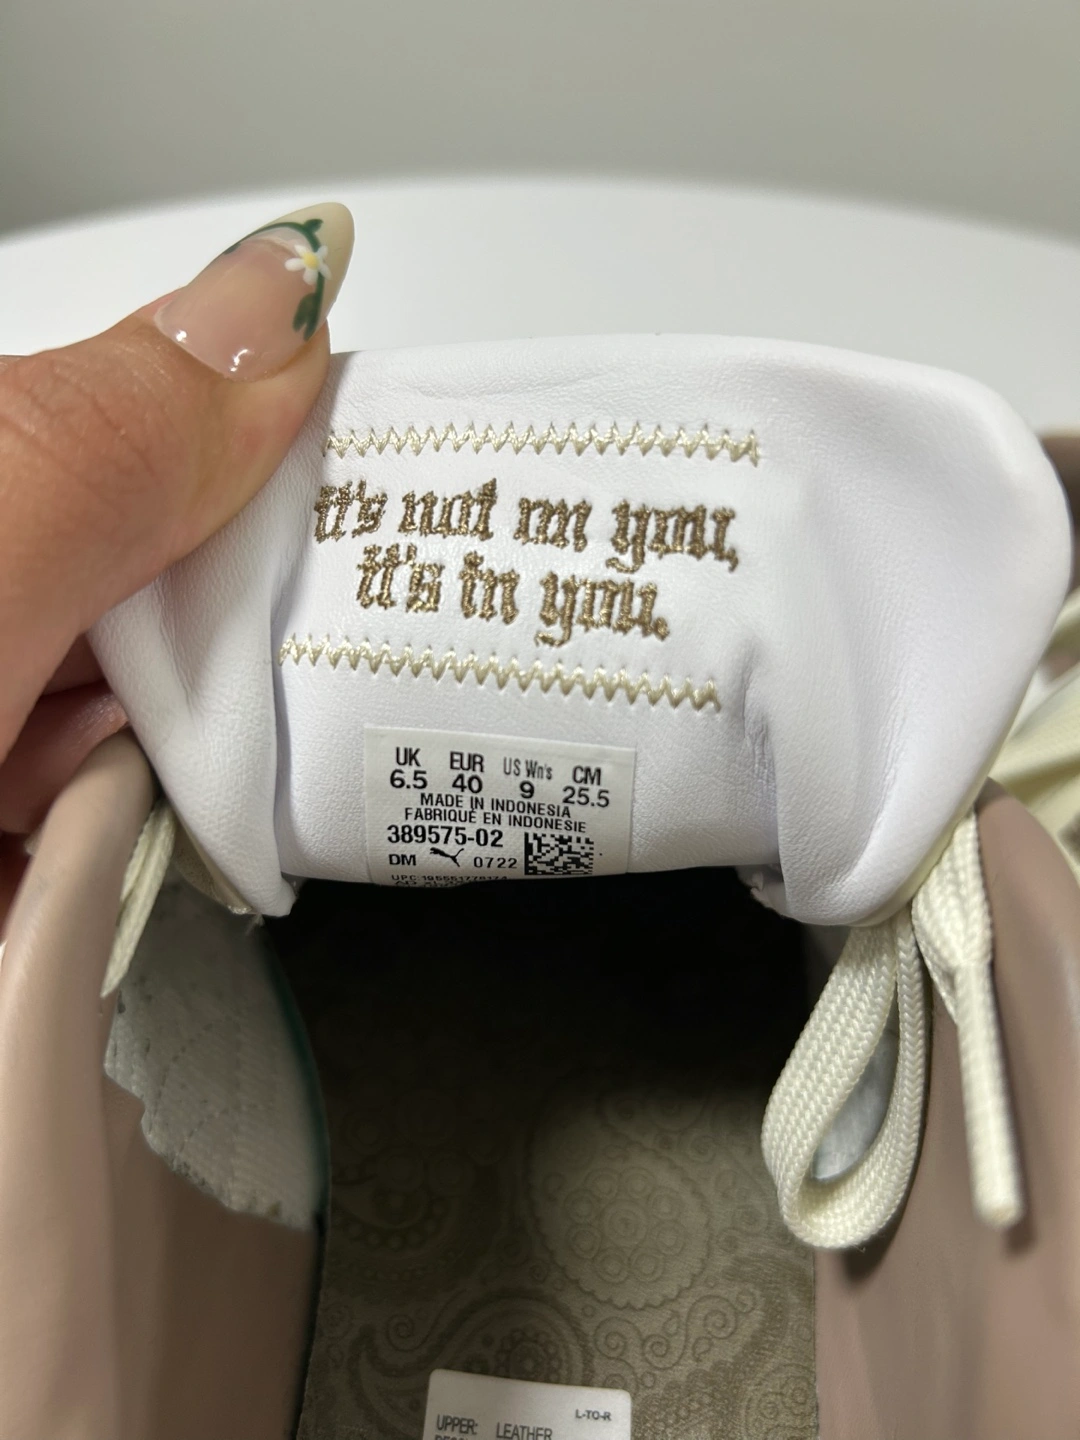 it's not on you,
it's in you.
UK EUR US Wn's CM
6.5 40 9 25.5
MADE IN INDONESIA
FABRIQUÉ EN INDONESIE
389575-02
DM 0722
UPC
L-TO-R
UPPER: LEATHER